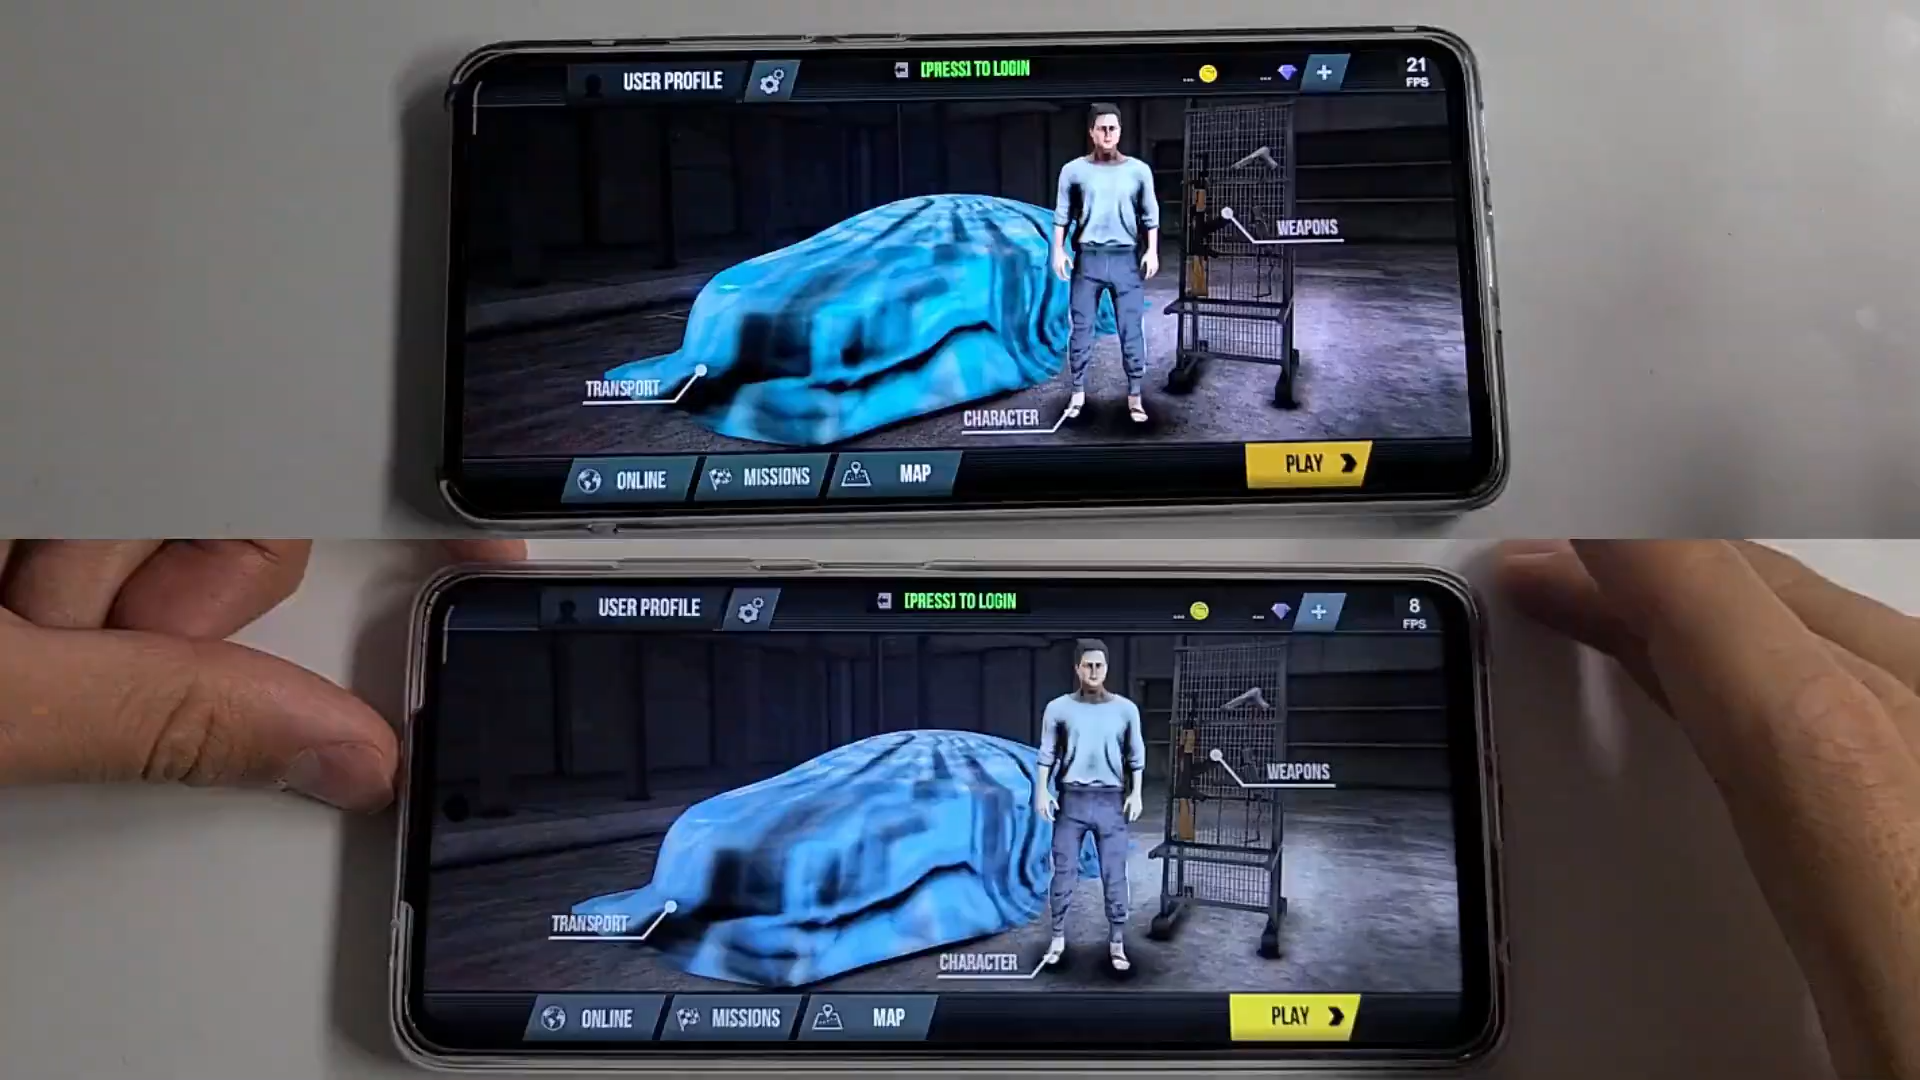 USER PROFILE
[PRESS] TO LOGIN
...
...
+
21
FPS
WEAPONS
TRANSPORT
CHARACTER
ONLINE
MISSIONS
MAP
PLAY
USER PROFILE
[PRESS] TO LOGIN
...
...
+
8
FPS
WEAPONS
TRANSPORT
CHARACTER
ONLINE
MISSIONS
MAP
PLAY